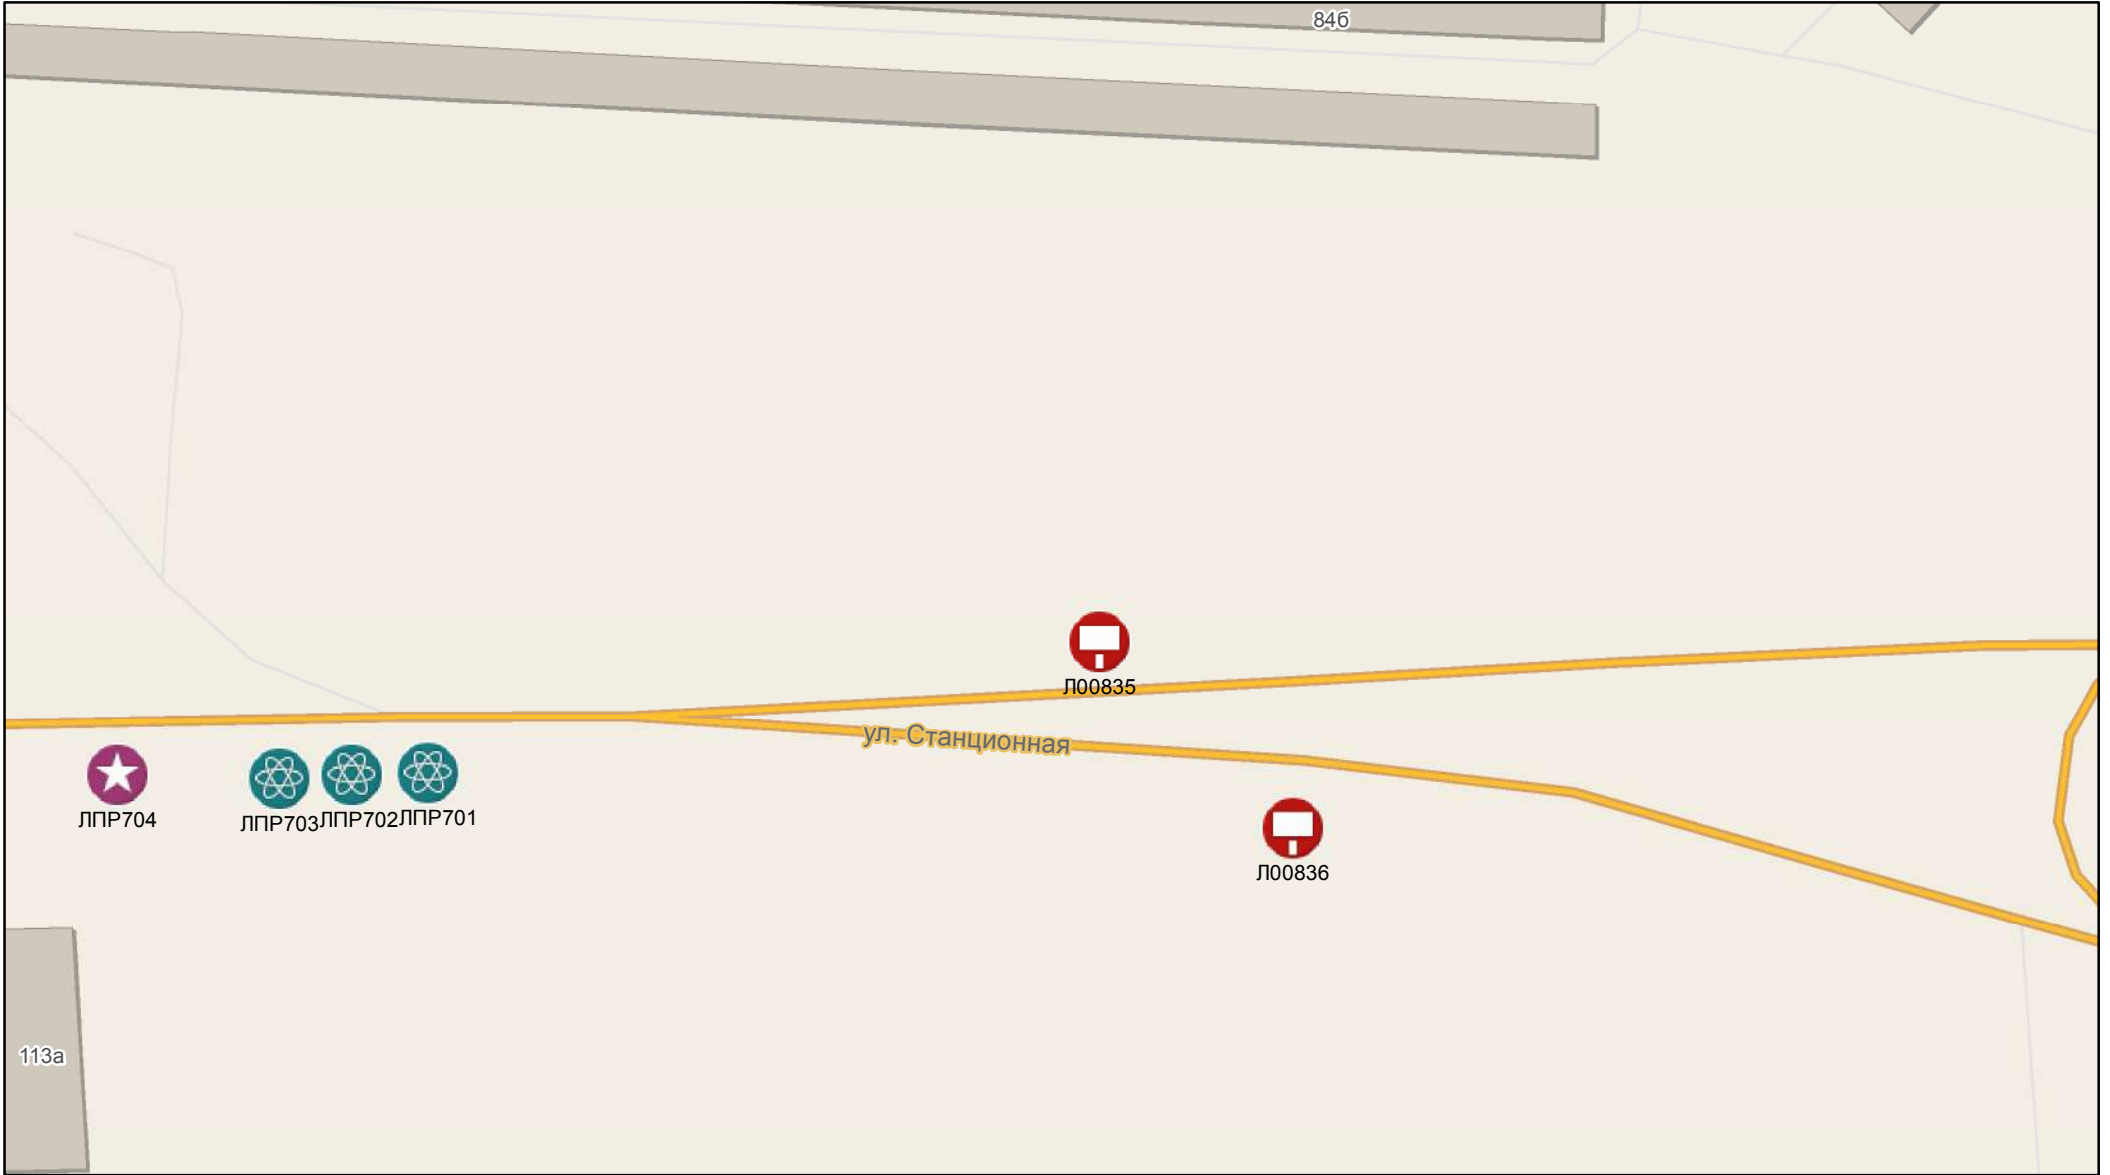 84б
Л00835
ул. Станционная
ЛПР704
ЛПР703
ЛПР702
ЛПР701
Л00836
113а